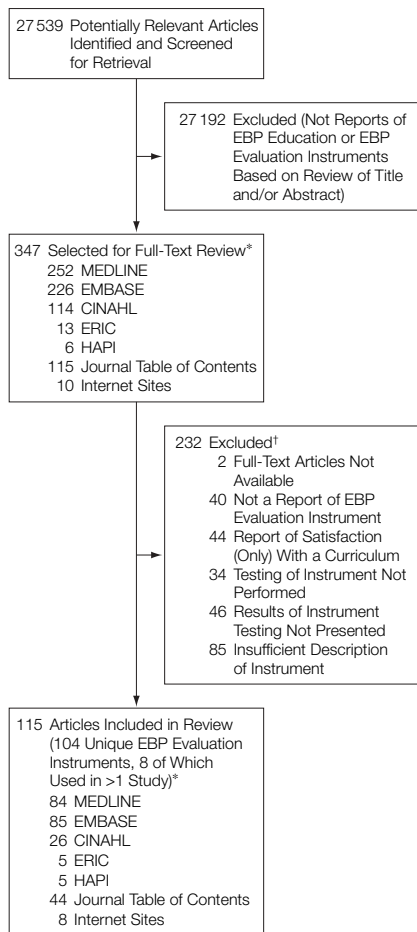 27 539 Potentially Relevant Articles
Identified and Screened
for Retrieval
27 192 Excluded (Not Reports of
EBP Education or EBP
Evaluation Instruments
Based on Review of Title
and/or Abstract)
347 Selected for Full-Text Review*
252 MEDLINE
226 EMBASE
114 CINAHL
13 ERIC
6 HAPI
115 Journal Table of Contents
10 Internet Sites
232 Excluded†
2 Full-Text Articles Not
Available
40 Not a Report of EBP
Evaluation Instrument
44 Report of Satisfaction
(Only) With a Curriculum
34 Testing of Instrument Not
Performed
46 Results of Instrument
Testing Not Presented
85 Insufficient Description
of Instrument
115 Articles Included in Review
(104 Unique EBP Evaluation
Instruments, 8 of Which
Used in >1 Study)*
84 MEDLINE
85 EMBASE
26 CINAHL
5 ERIC
5 HAPI
44 Journal Table of Contents
8 Internet Sites